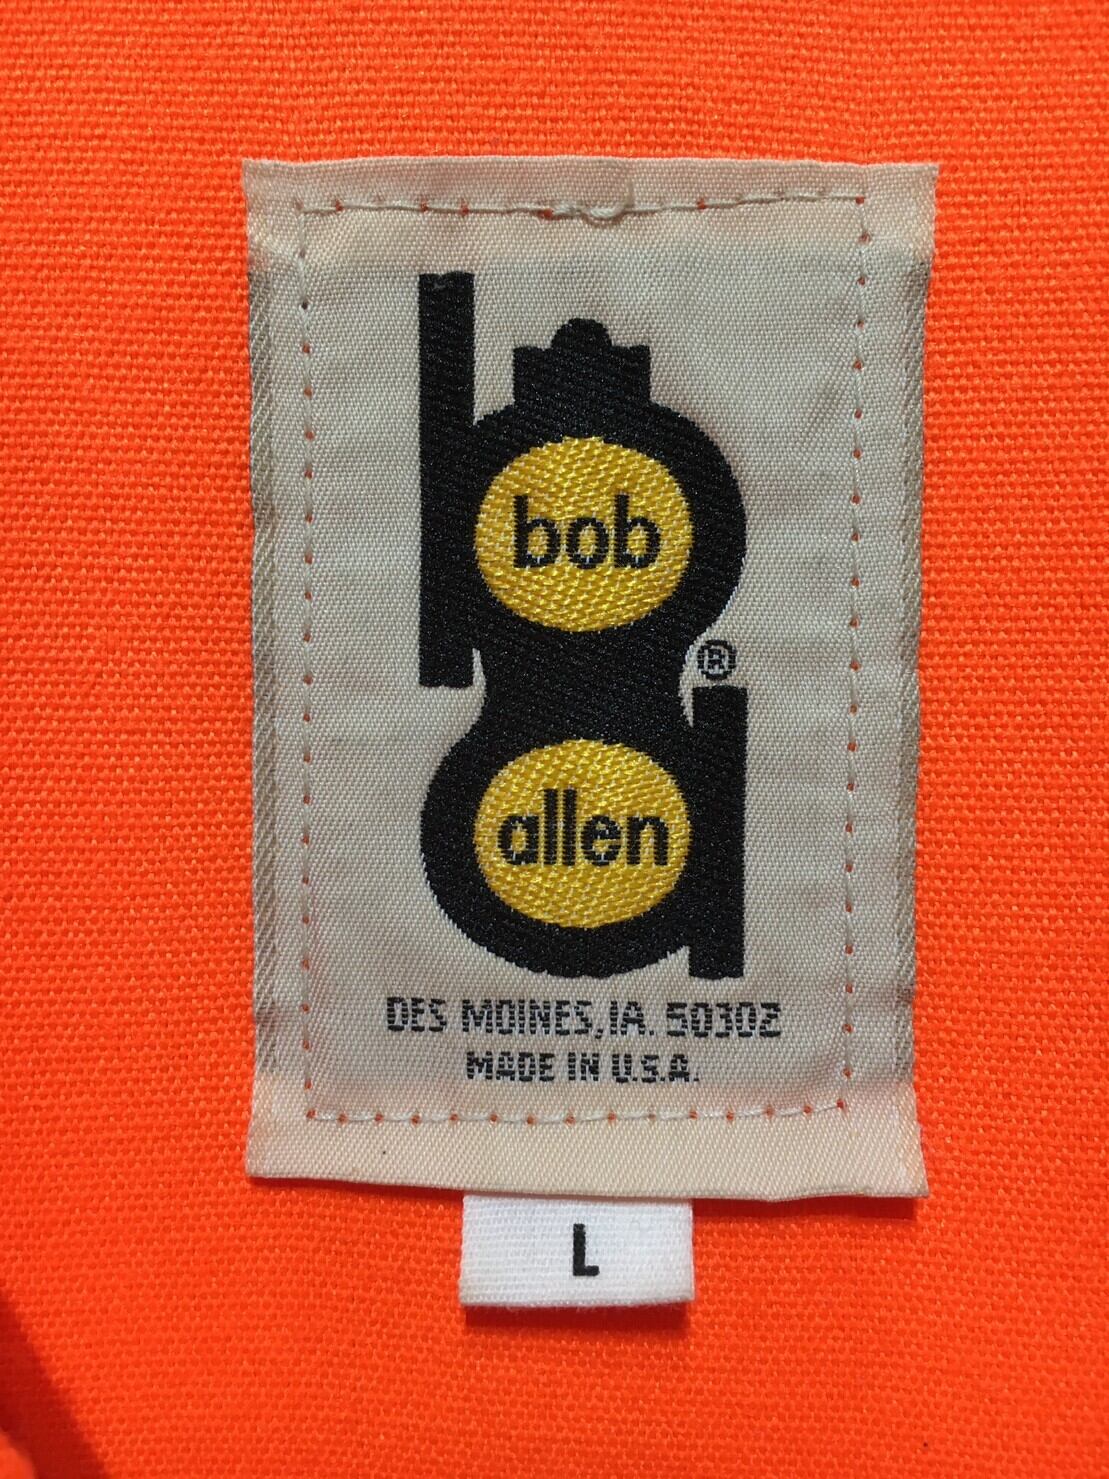 bob
®
allen
DES MOINES, IA. 50302
MADE IN U.S.A.
L